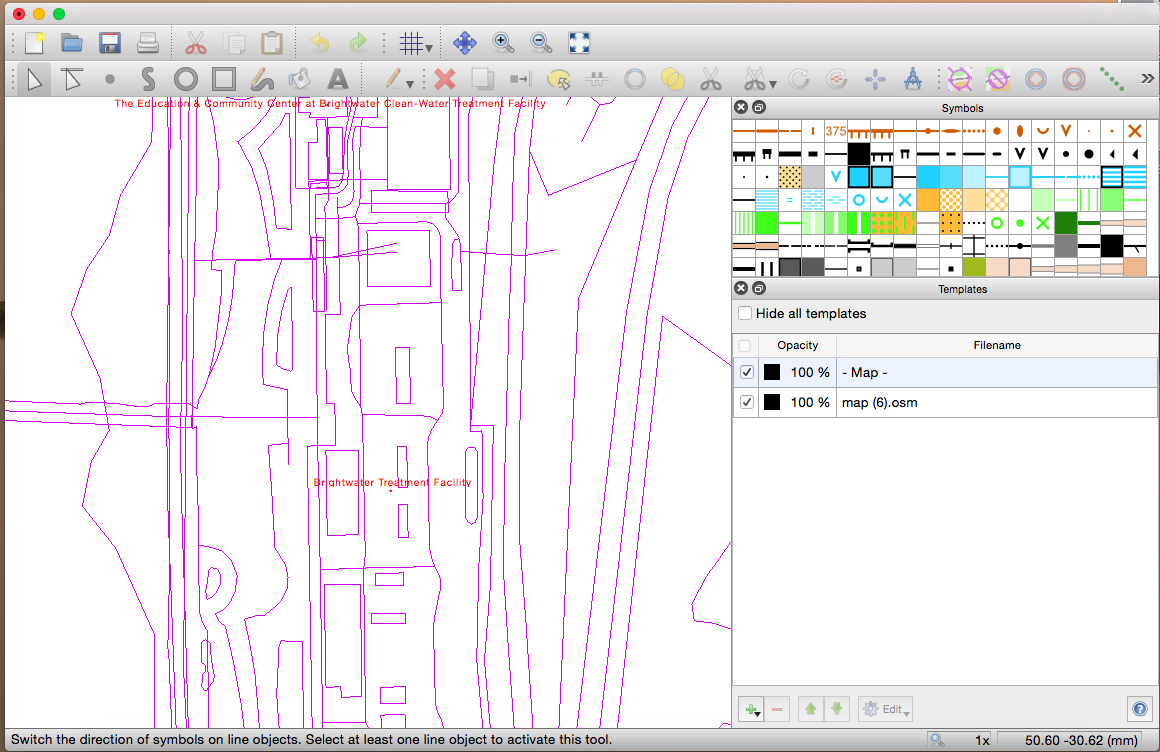 The Education & Community Center at Brightwater Clean-Water Treatment Facility
Brightwater Treatment Facility
Symbols
375
Templates
Hide all templates
Opacity Filename
100 % - Map -
100 % map (6).osm
Edit
Switch the direction of symbols on line objects. Select at least one line object to activate this tool.
1x
50.60 -30.62 (mm)